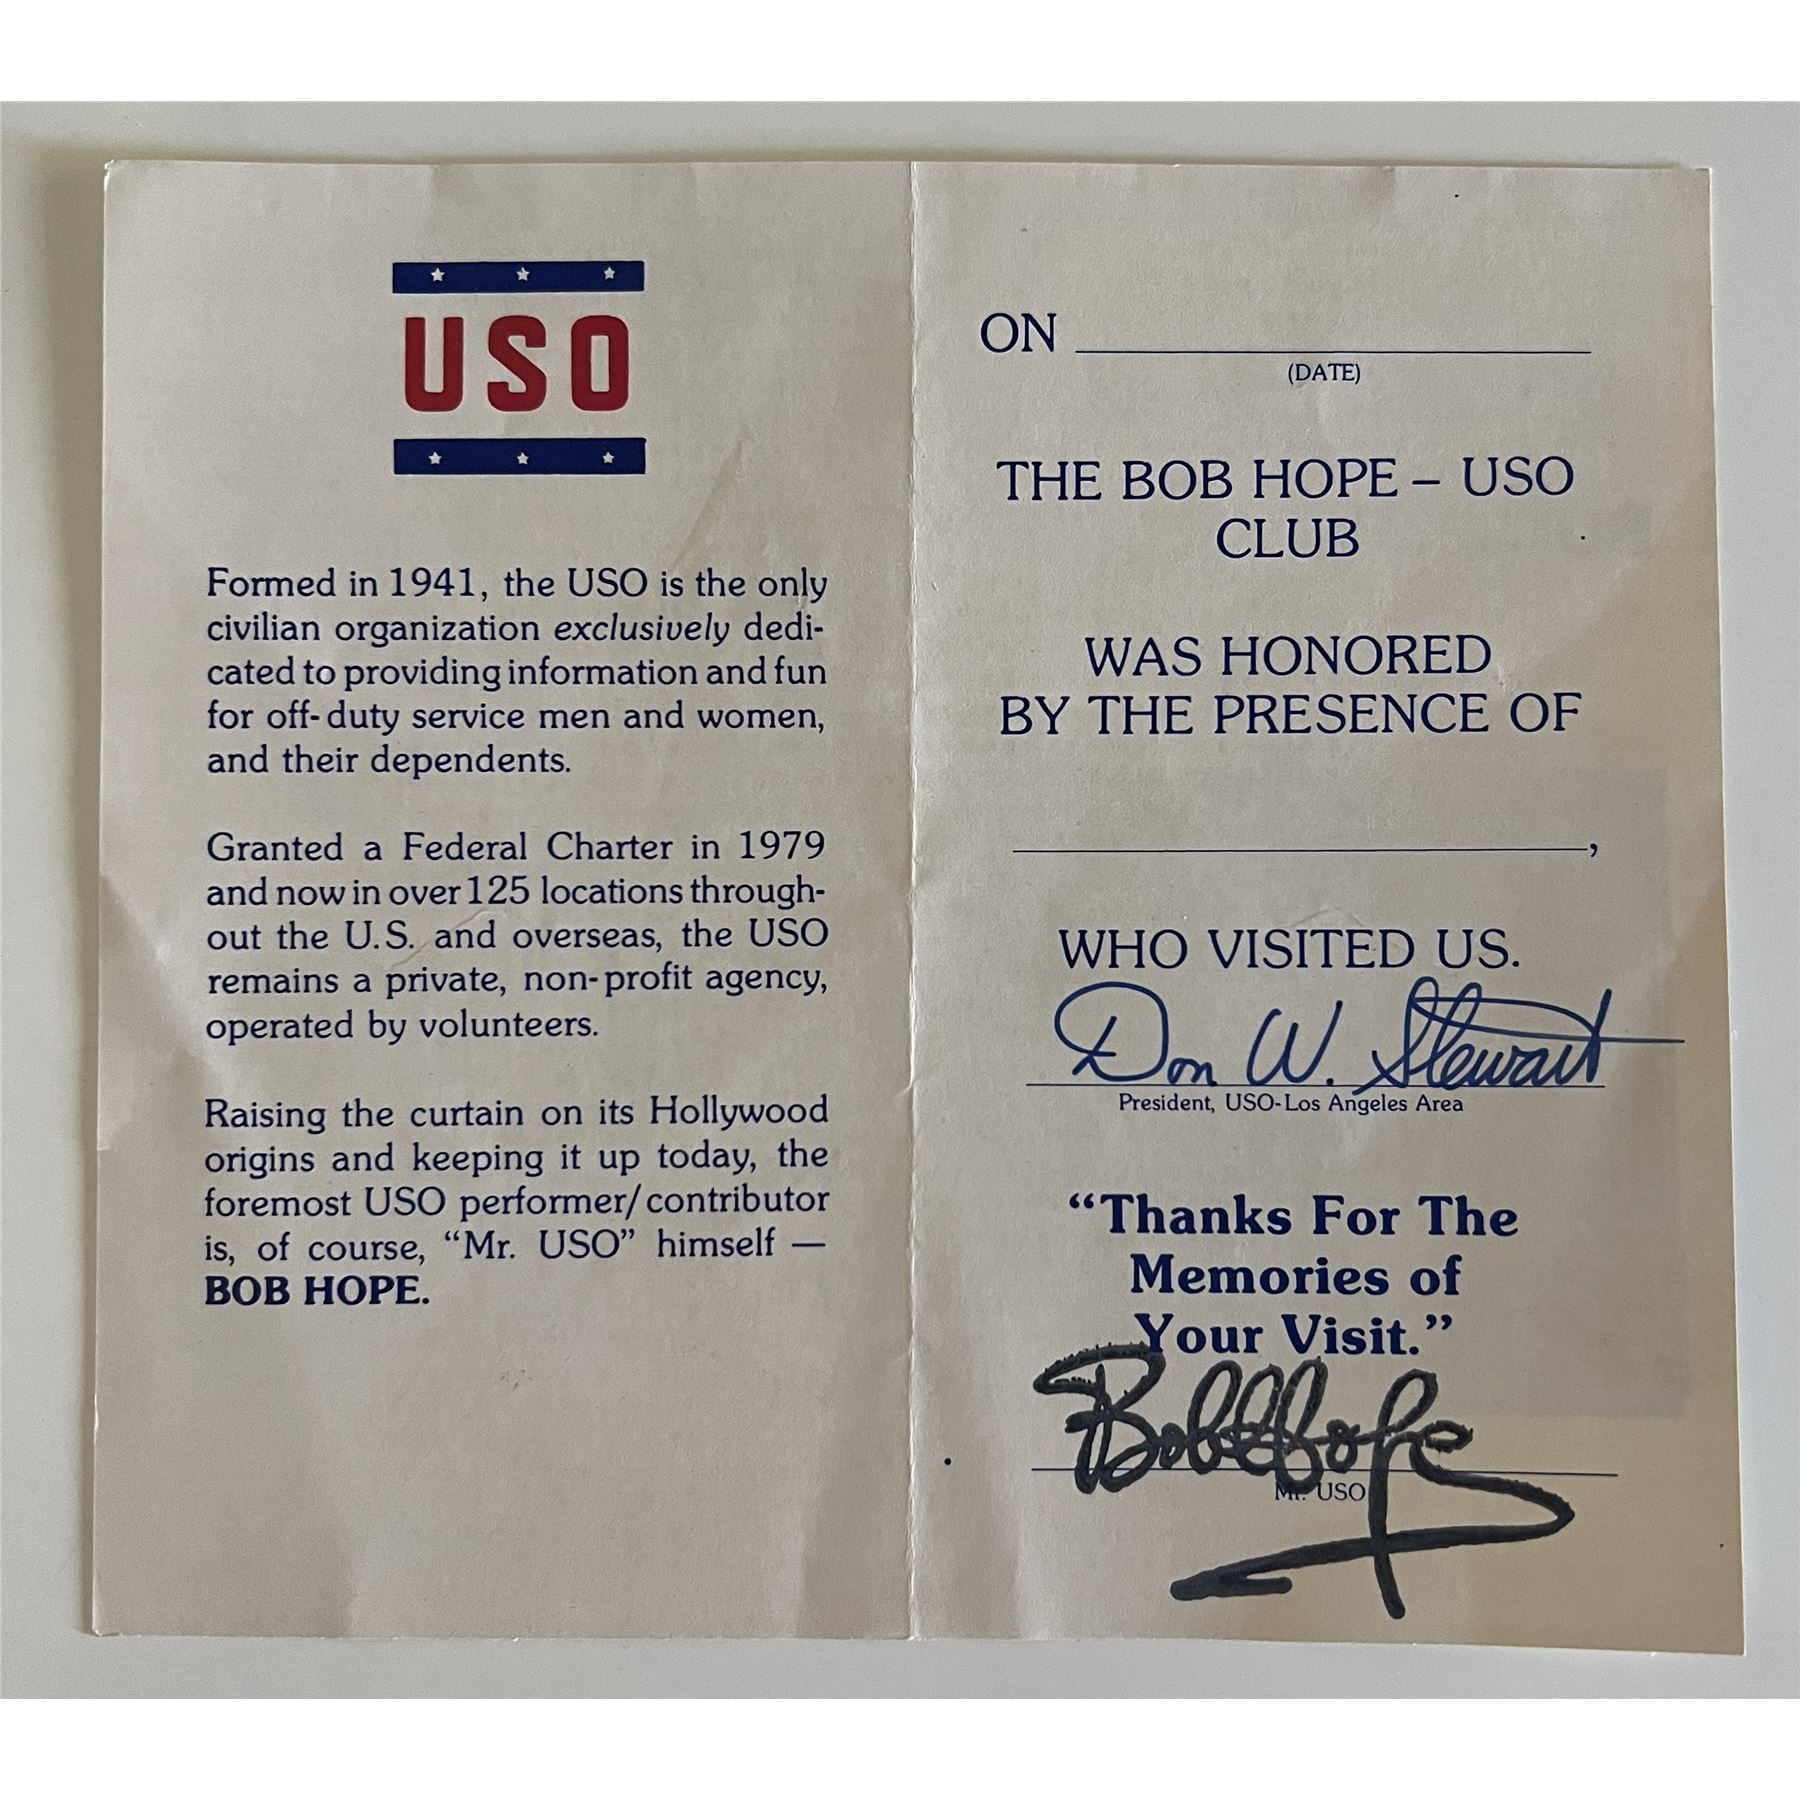 USO
Formed in 1941, the USO is the only
civilian organization exclusively dedi-
cated to providing information and fun
for off-duty service men and women,
and their dependents.
Granted a Federal Charter in 1979
and now in over 125 locations through-
out the U.S. and overseas, the USO
remains a private, non-profit agency,
operated by volunteers.
Raising the curtain on its Hollywood
origins and keeping it up today, the
foremost USO performer/contributor
is, of course, “Mr. USO” himself —
BOB HOPE.
ON
(DATE)
THE BOB HOPE – USO
CLUB
WAS HONORED
BY THE PRESENCE OF
,
WHO VISITED US.
Don W. Stewart
President, USO-Los Angeles Area
“Thanks For The
Memories of
Your Visit.”
Bob Hope
Mr. USO